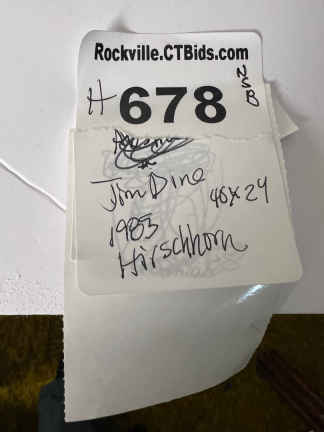 Rockville.CTBids.com
H 678 NSB
Jim Dine
48x24
1983
Hirschhorn